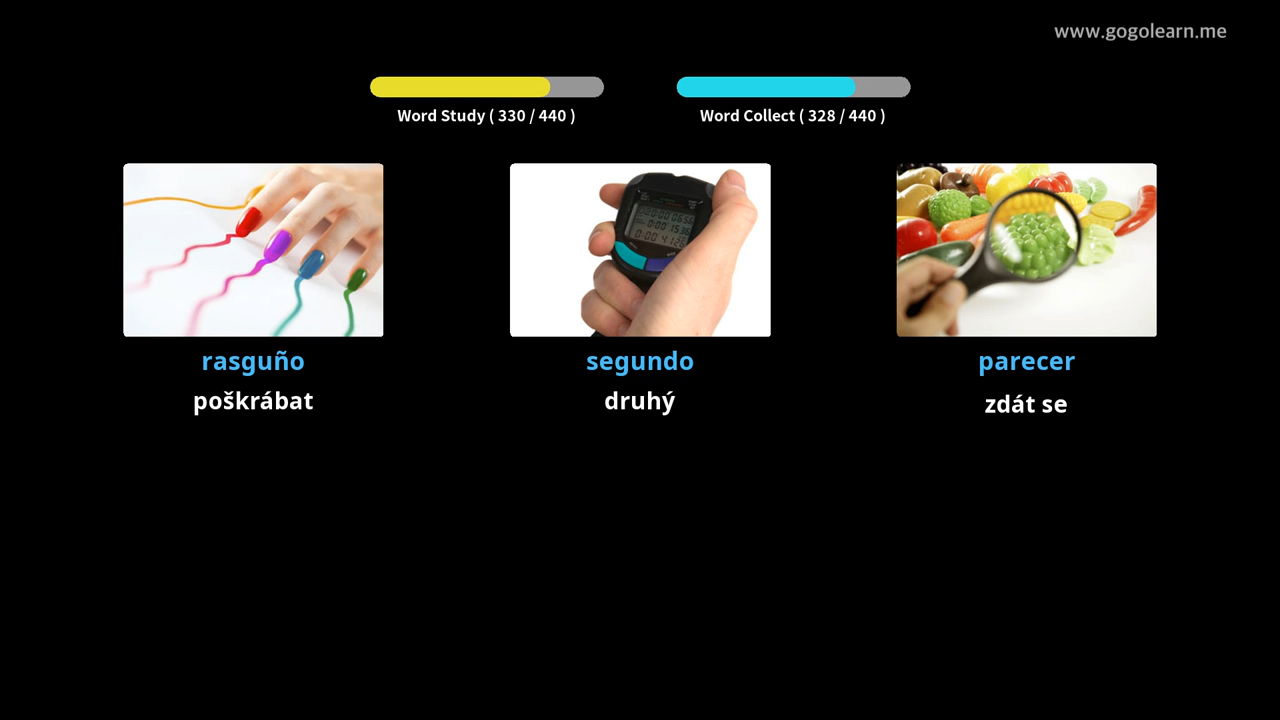 www.gogolearn.me
Word Study ( 330 / 440 )
Word Collect ( 328 / 440 )
rasguño
segundo
parecer
poškrábat
druhý
zdát se